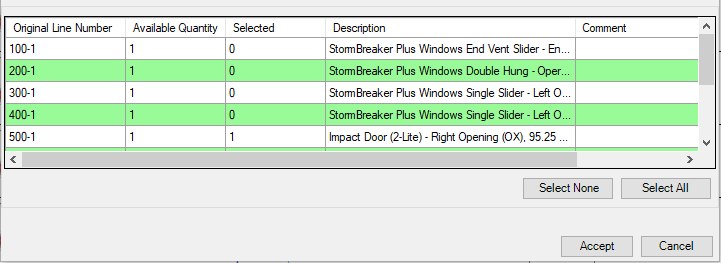 Original Line Number Available Quantity Selected Description Comment
100-1 1 0 StormBreaker Plus Windows End Vent Slider - En...
200-1 1 0 StormBreaker Plus Windows Double Hung - Oper...
300-1 1 0 StormBreaker Plus Windows Single Slider - Left O...
400-1 1 0 StormBreaker Plus Windows Single Slider - Left O...
500-1 1 1 Impact Door (2-Lite) - Right Opening (OX), 95.25 ...
Select None Select All
Accept Cancel